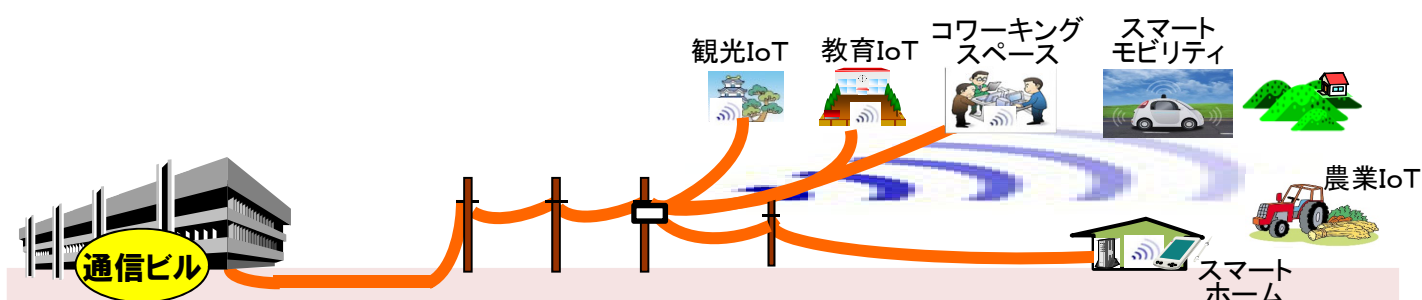 観光IoT
教育IoT
コワーキング
スペース
スマート
モビリティ
農業IoT
通信ビル
スマート
ホーム